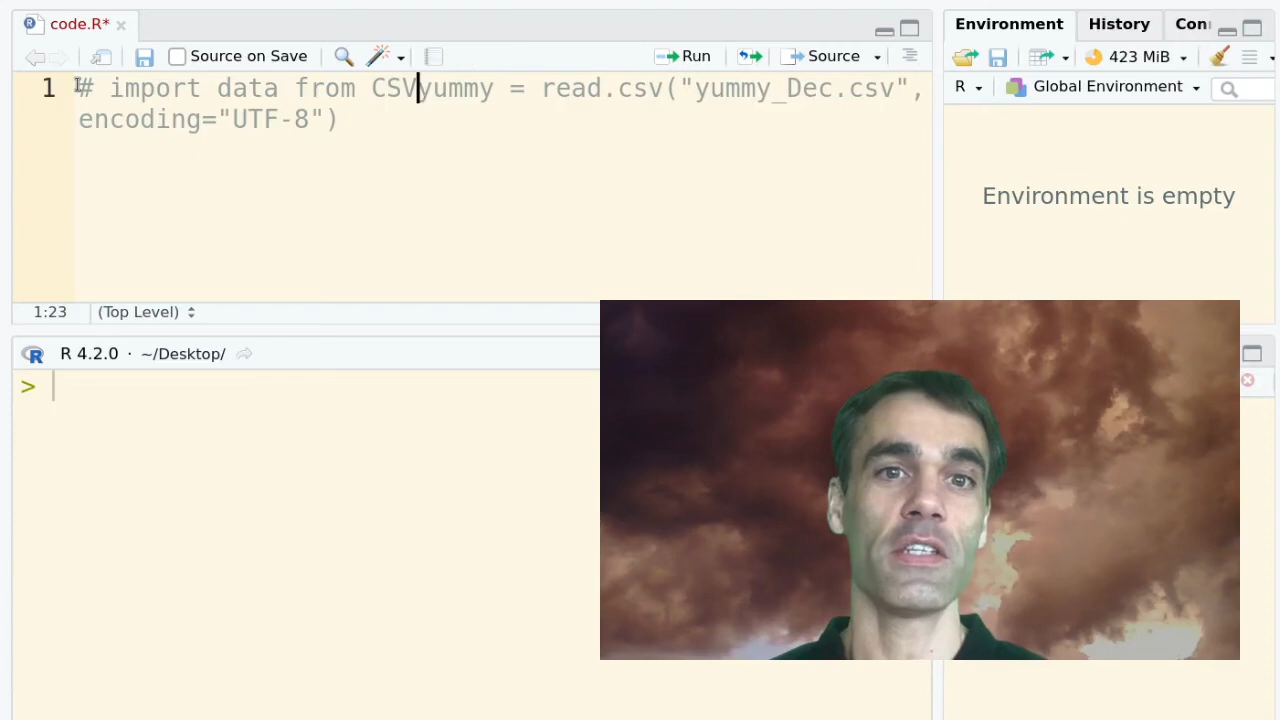 code.R*
Source on Save
Run
Source
1 # import data from CSVyummy = read.csv("yummy_Dec.csv",
encoding="UTF-8")
1:23 (Top Level)
R 4.2.0 · ~/Desktop/
>
Environment History Con
423 MiB
R Global Environment
Environment is empty